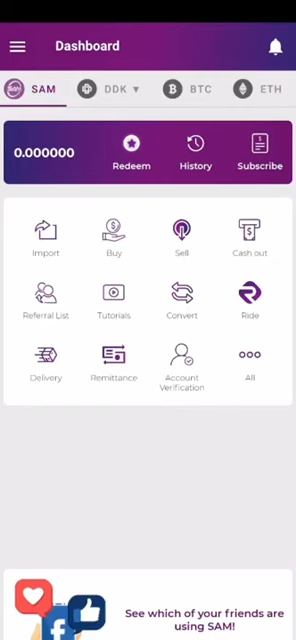 Dashboard
SAM
DDK ▼
BTC
ETH
0.000000
Redeem
History
Subscribe
Import
Buy
Sell
Cash out
Referral List
Tutorials
Convert
Ride
Delivery
Remittance
Account
Verification
All
See which of your friends are
using SAM!